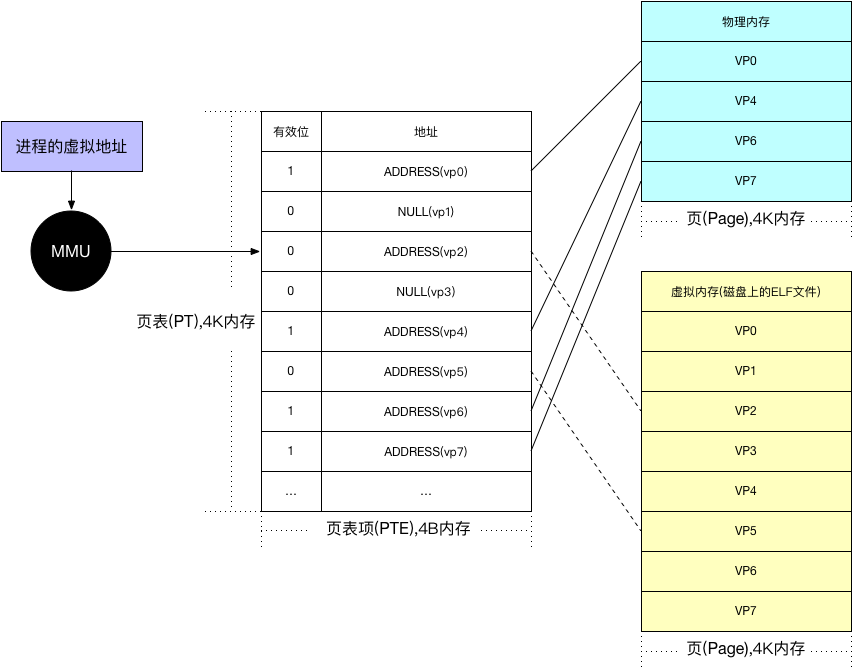 进程的虚拟地址
MMU
页表(PT),4K内存
有效位 地址
1 ADDRESS(vp0)
0 NULL(vp1)
0 ADDRESS(vp2)
0 NULL(vp3)
1 ADDRESS(vp4)
0 ADDRESS(vp5)
1 ADDRESS(vp6)
1 ADDRESS(vp7)
... ...
页表项(PTE),4B内存
物理内存
VP0
VP4
VP6
VP7
页(Page),4K内存
虚拟内存(磁盘上的ELF文件)
VP0
VP1
VP2
VP3
VP4
VP5
VP6
VP7
页(Page),4K内存